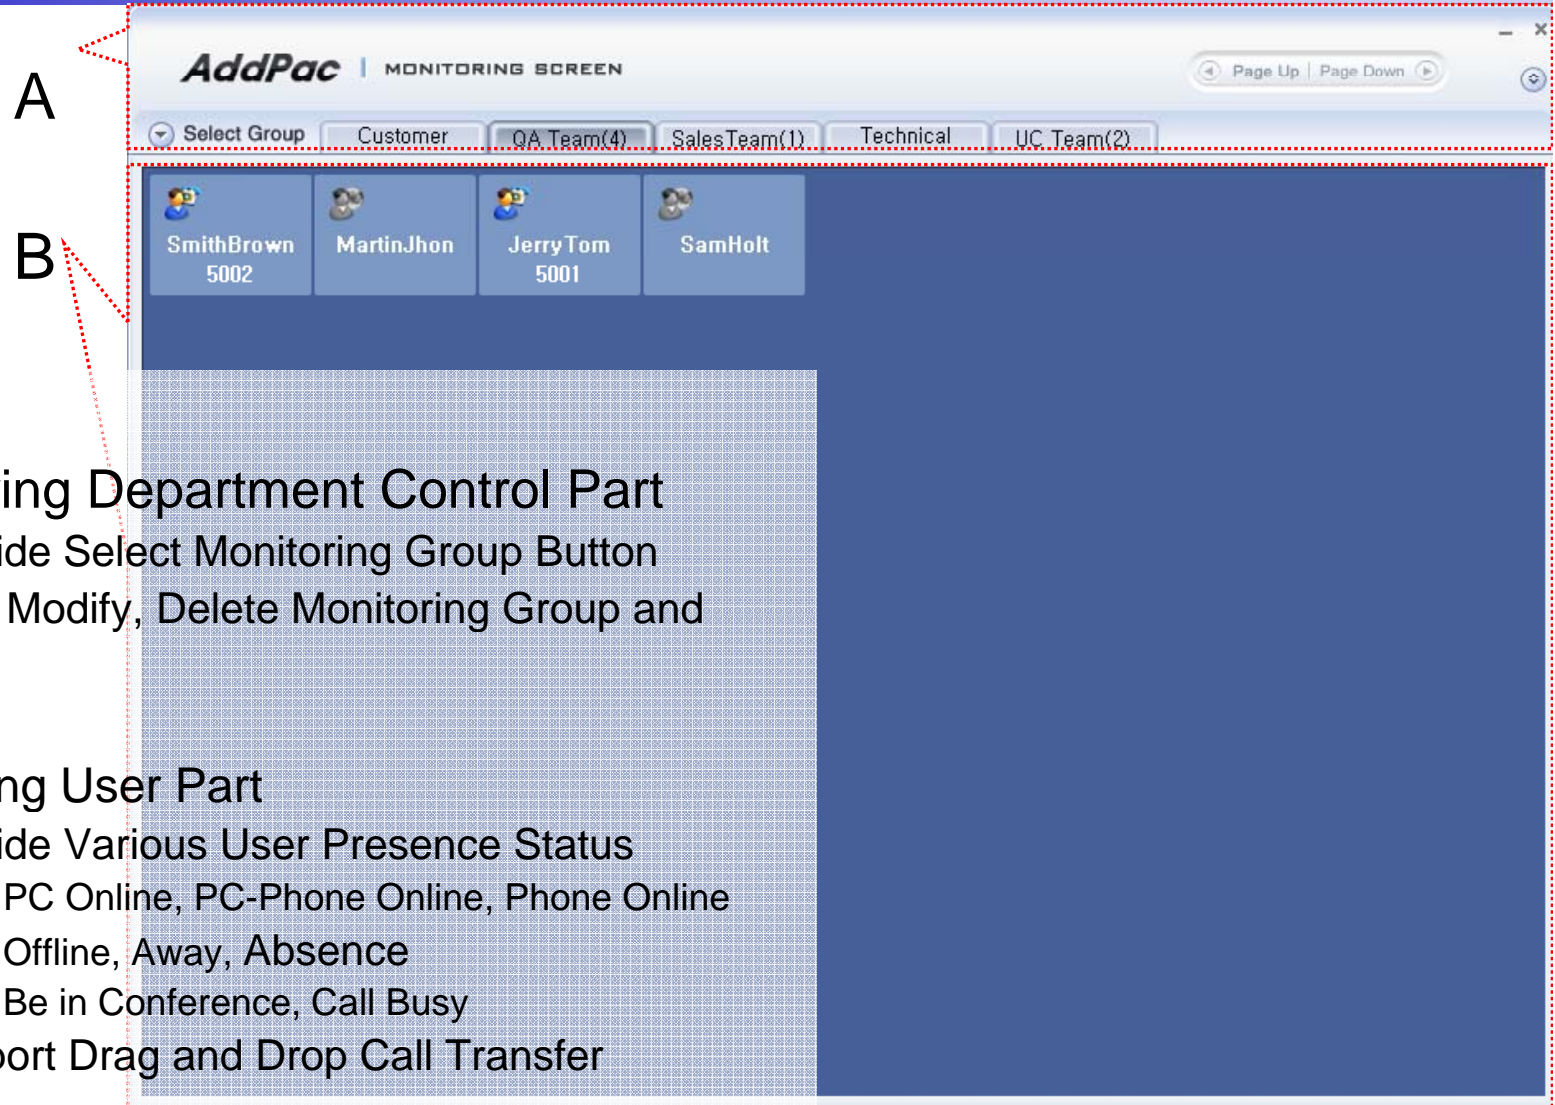 A
AddPac | MONITORING SCREEN
Page Up | Page Down
Select Group Customer QA Team(4) SalesTeam(1) Technical UC Team(2)
B
SmithBrown
5002
MartinJhon
JerryTom
5001
SamHolt
ing Department Control Part
ide Select Monitoring Group Button
Modify, Delete Monitoring Group and
ng User Part
ide Various User Presence Status
PC Online, PC-Phone Online, Phone Online
Offline, Away, Absence
Be in Conference, Call Busy
ort Drag and Drop Call Transfer